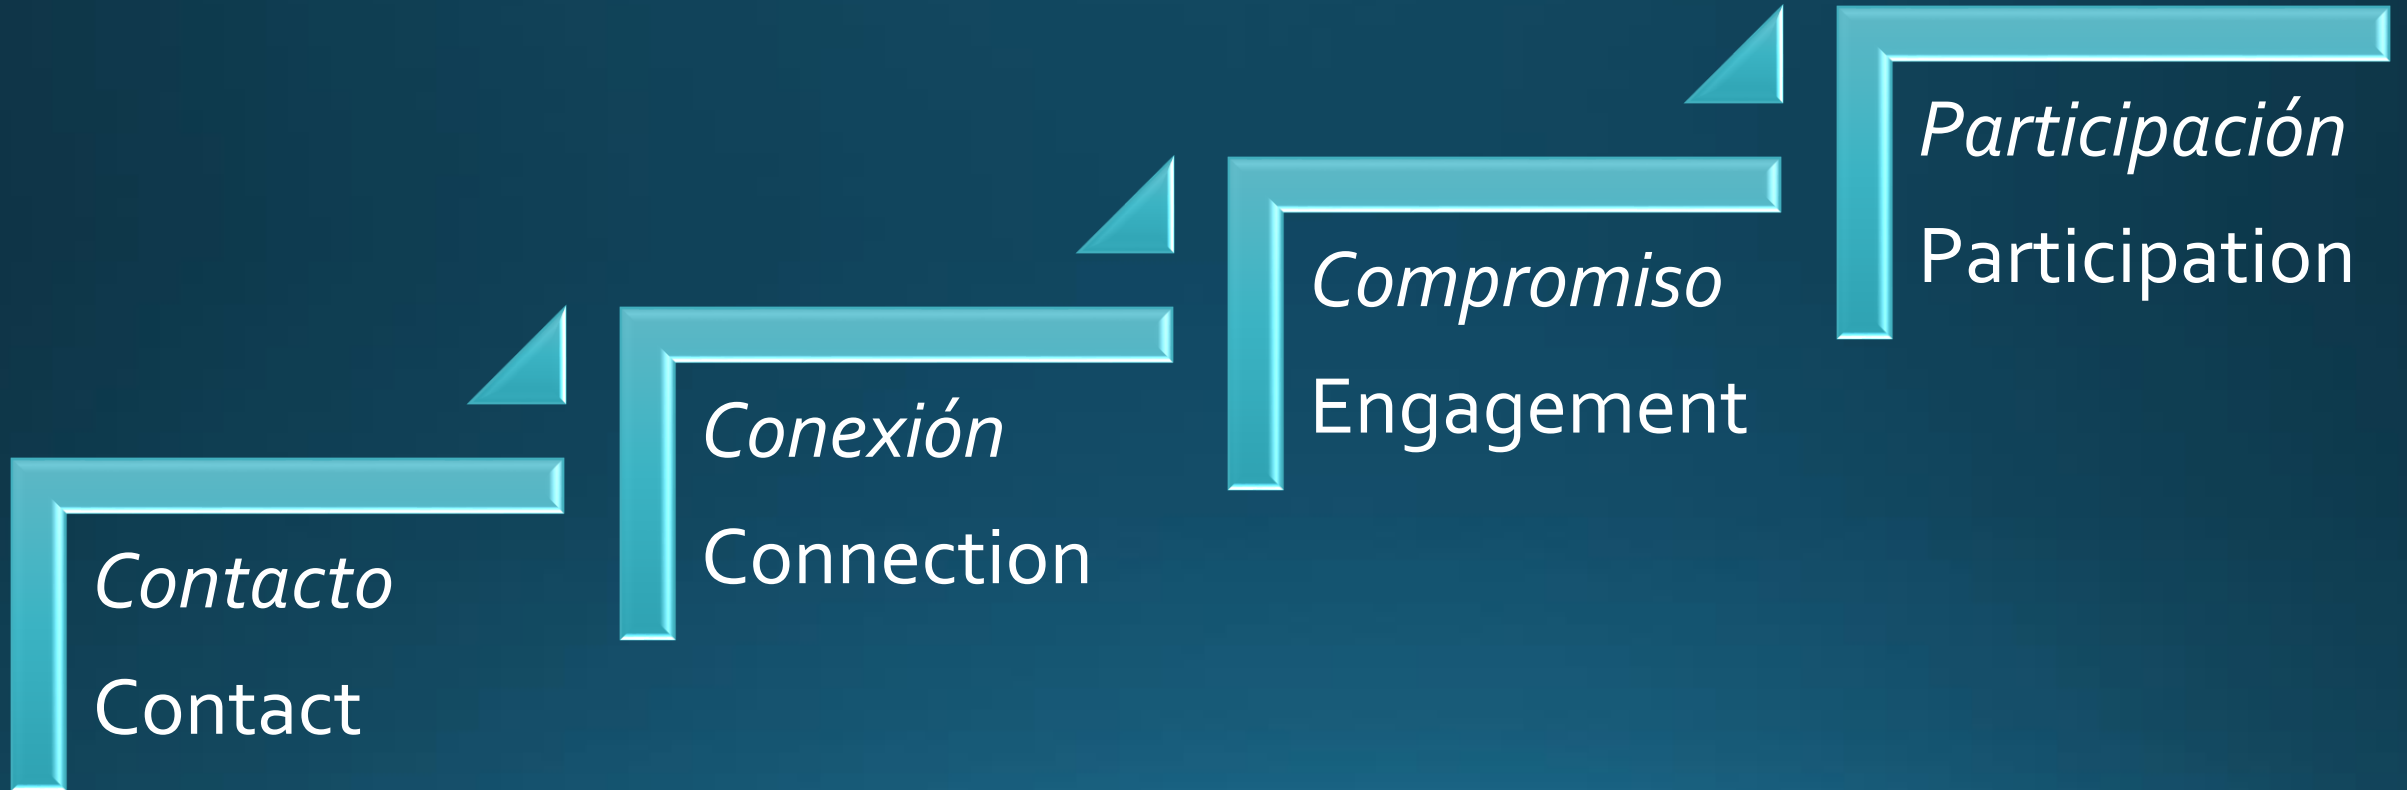 Contacto
Contact
Conexión
Connection
Compromiso
Engagement
Participación
Participation